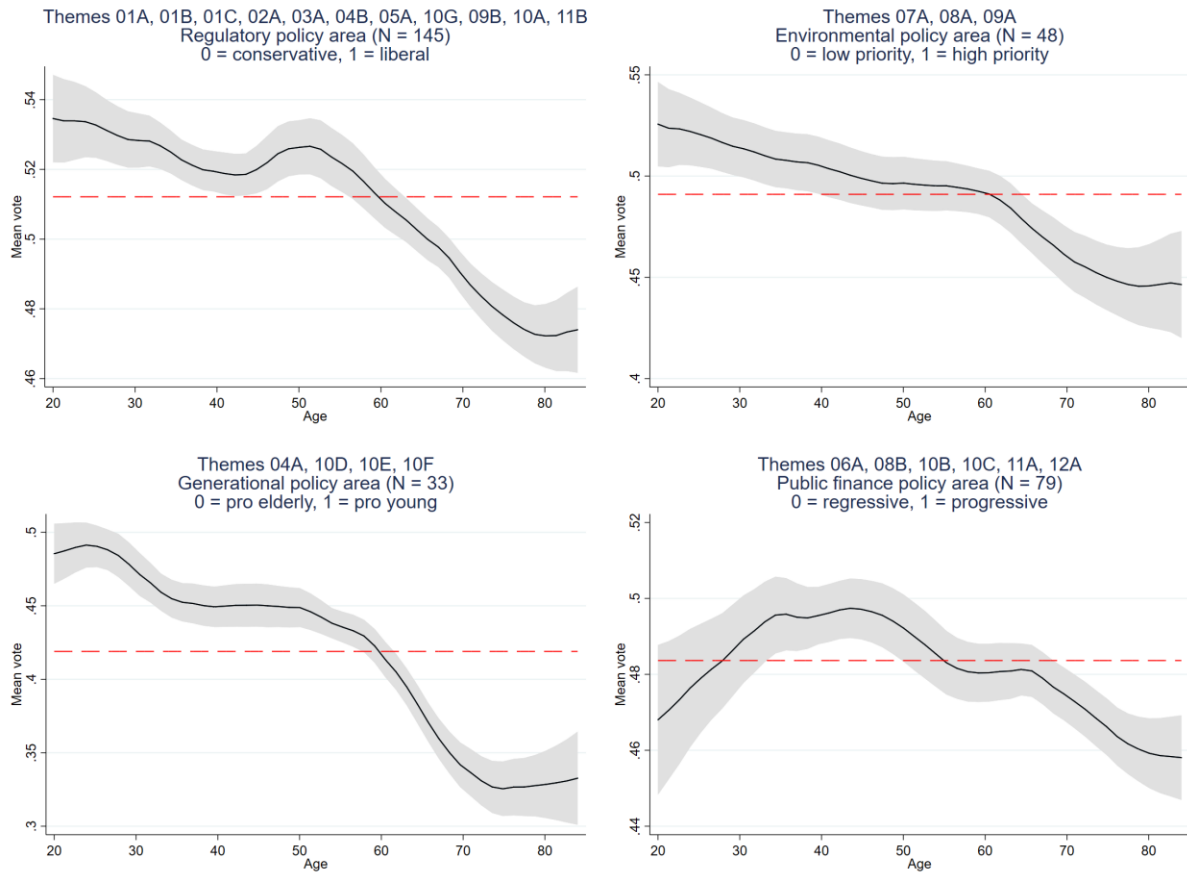 Themes 01A, 01B, 01C, 02A, 03A, 04B, 05A, 10G, 09B, 10A, 11B
Regulatory policy area (N = 145)
0 = conservative, 1 = liberal
Mean vote
.54
.52
.5
.48
.46
20 30 40 50 60 70 80
Age
Themes 07A, 08A, 09A
Environmental policy area (N = 48)
0 = low priority, 1 = high priority
Mean vote
.55
.5
.45
.4
20 30 40 50 60 70 80
Age
Themes 04A, 10D, 10E, 10F
Generational policy area (N = 33)
0 = pro elderly, 1 = pro young
Mean vote
.5
.45
.4
.35
.3
20 30 40 50 60 70 80
Age
Themes 06A, 08B, 10B, 10C, 11A, 12A
Public finance policy area (N = 79)
0 = regressive, 1 = progressive
Mean vote
.52
.5
.48
.46
.44
20 30 40 50 60 70 80
Age